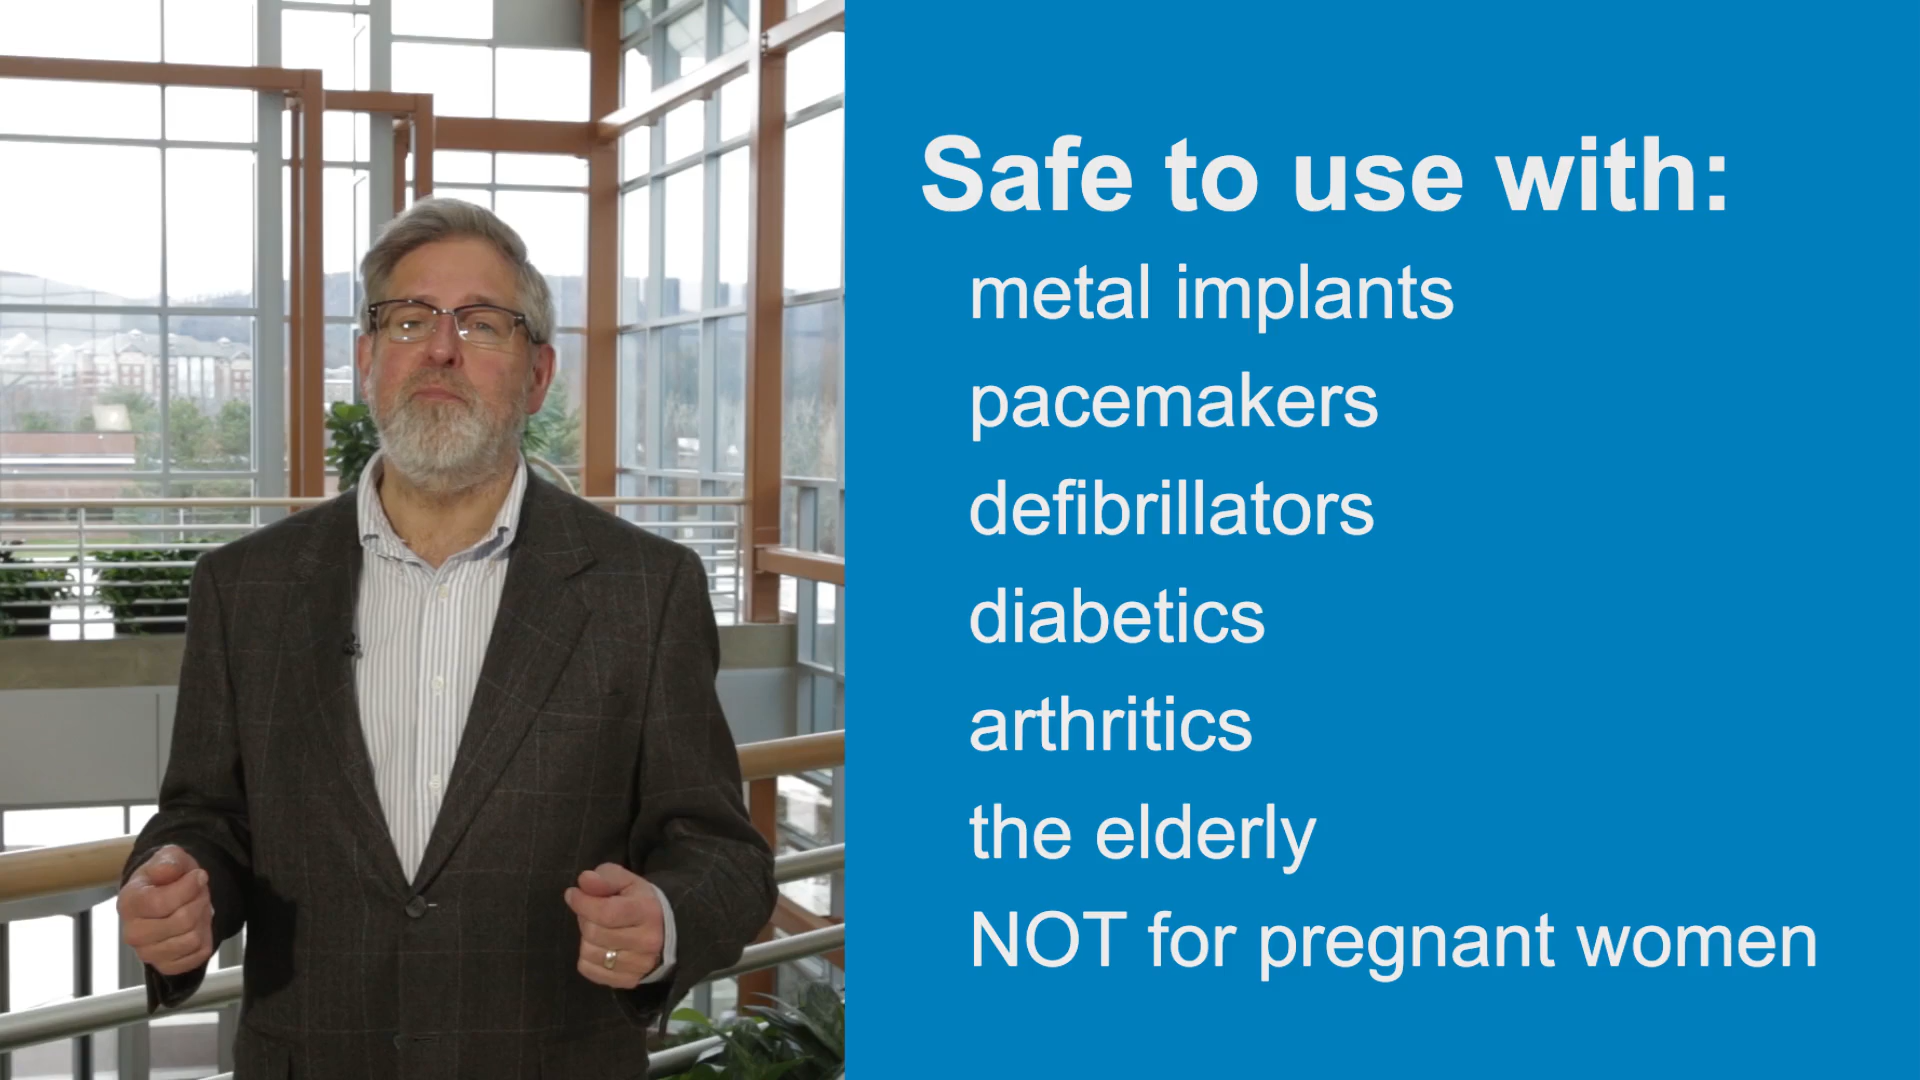 Safe to use with:
metal implants
pacemakers
defibrillators
diabetics
arthritics
the elderly
NOT for pregnant women